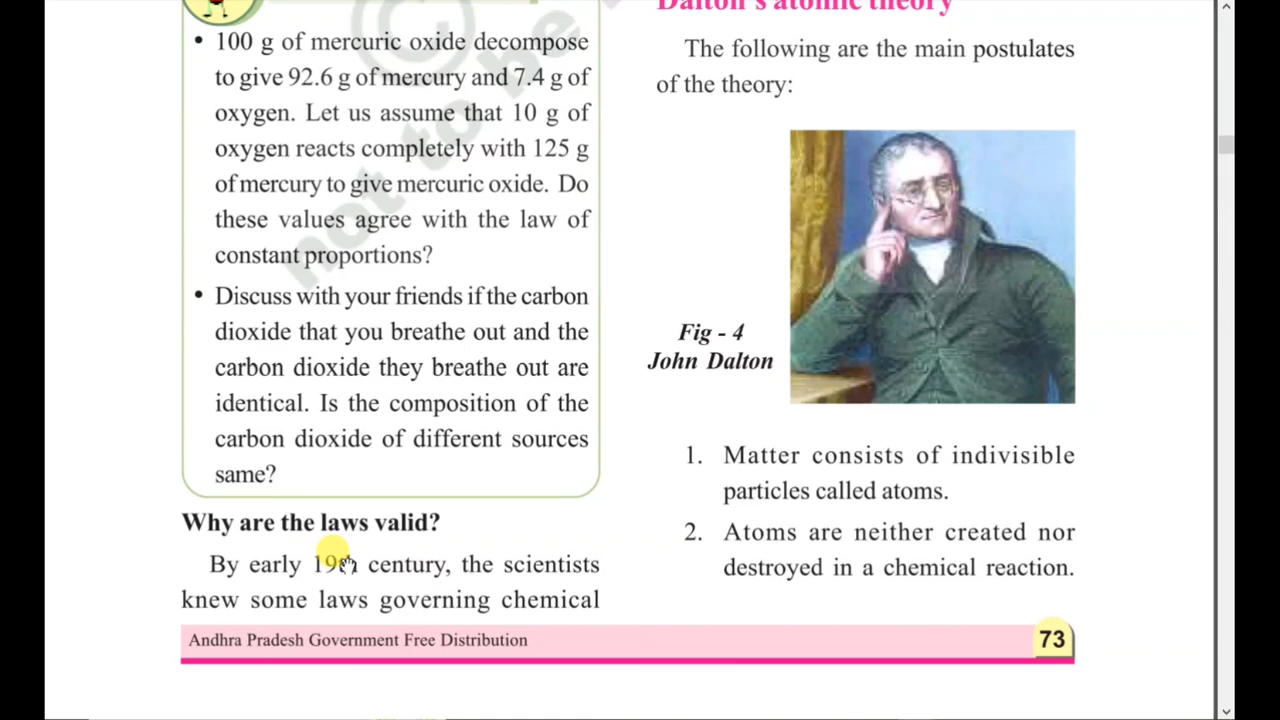 • 100 g of mercuric oxide decompose
to give 92.6 g of mercury and 7.4 g of
oxygen. Let us assume that 10 g of
oxygen reacts completely with 125 g
of mercury to give mercuric oxide. Do
these values agree with the law of
constant proportions?
• Discuss with your friends if the carbon
dioxide that you breathe out and the
carbon dioxide they breathe out are
identical. Is the composition of the
carbon dioxide of different sources
same?
Why are the laws valid?
By early 19th century, the scientists
knew some laws governing chemical
Dalton's atomic theory
The following are the main postulates
of the theory:
Fig - 4
John Dalton
1. Matter consists of indivisible
particles called atoms.
2. Atoms are neither created nor
destroyed in a chemical reaction.
Andhra Pradesh Government Free Distribution
73
©
not to be